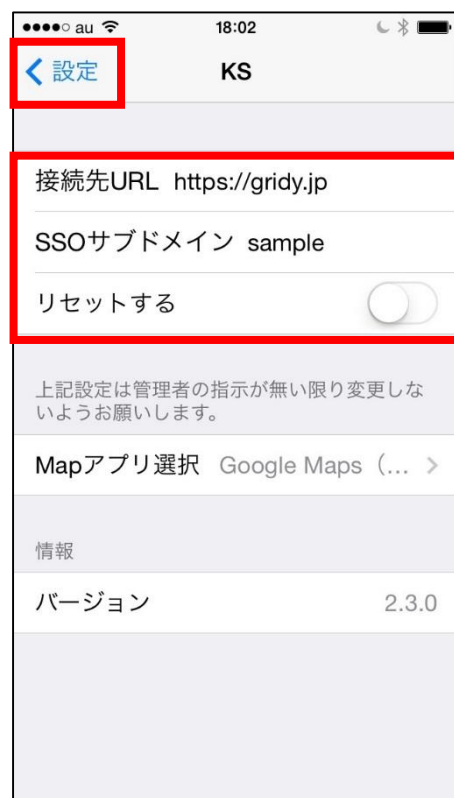 au 18:02
設定 KS
接続先URL https://gridy.jp
SSOサブドメイン sample
リセットする
上記設定は管理者の指示が無い限り変更しな
いようお願いします。
Mapアプリ選択 Google Maps（...
情報
バージョン 2.3.0